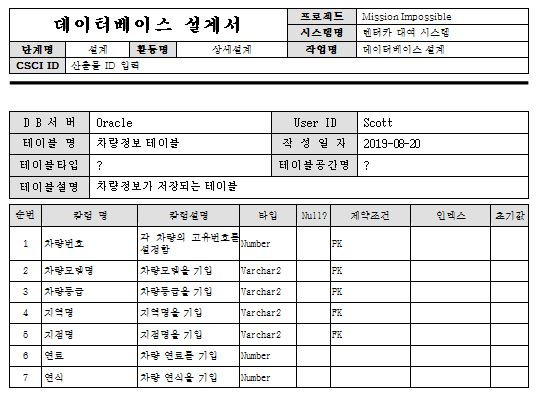 데이터베이스 설계서
프로젝트 Mission Impossible
시스템명 렌터카 대여 시스템
단계명 설계 활동명 상세설계 작업명 데이터베이스 설계
CSCI ID 산출물 ID 입력
DB서버 Oracle User ID Scott
테이블 명 차량정보 테이블 작성일자 2019-08-20
테이블타입 ? 테이블공간명 ?
테이블설명 차량정보가 저장되는 테이블
순번 칼럼 명 칼럼설명 타입 Null? 제약조건 인덱스 초기값
1 차량번호 각 차량의 고유번호를 설정함 Number PK
2 차량모델명 차량모델을 기입 Varchar2 FK
3 차량등급 차량등급을 기입 Varchar2 FK
4 지역명 지역명을 기입 Varchar2 FK
5 지점명 지점명을 기입 Varchar2 FK
6 연료 차량 연료를 기입 Number
7 연식 차량 연식을 기입 Number